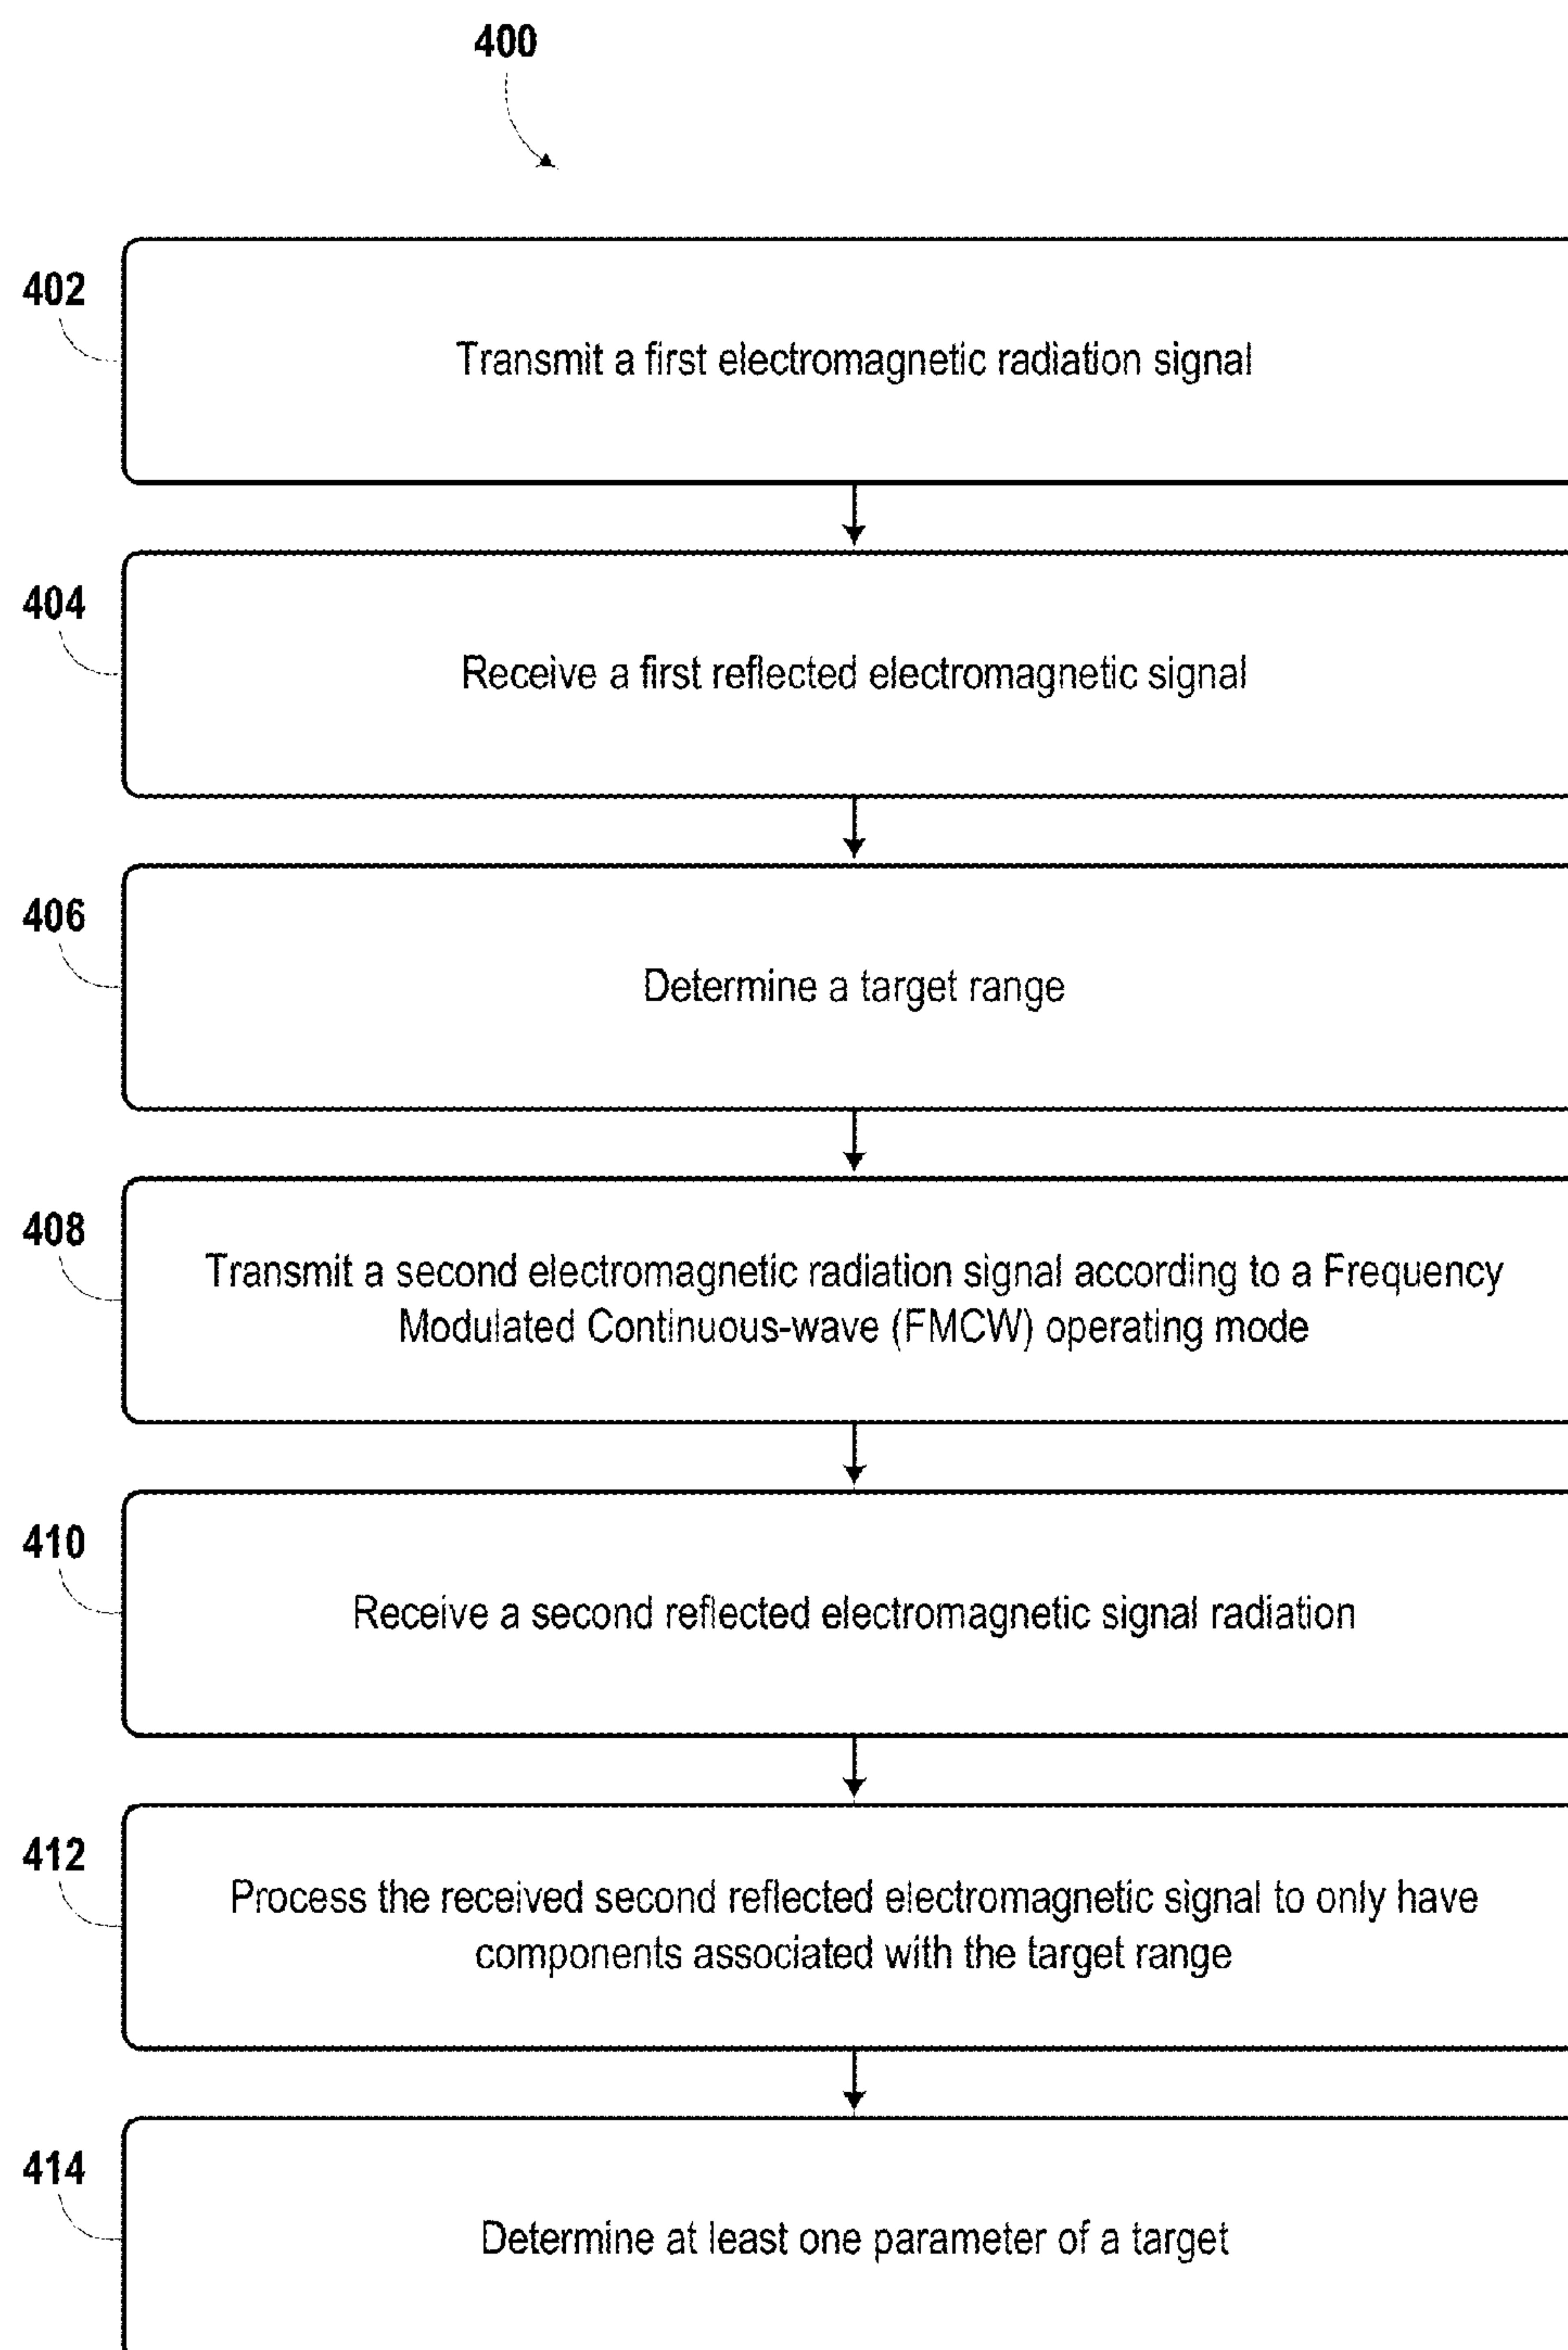 400
402
Transmit a first electromagnetic radiation signal
404
Receive a first reflected electromagnetic signal
406
Determine a target range
408
Transmit a second electromagnetic radiation signal according to a Frequency
Modulated Continuous-wave (FMCW) operating mode
410
Receive a second reflected electromagnetic signal radiation
412
Process the received second reflected electromagnetic signal to only have
components associated with the target range
414
Determine at least one parameter of a target